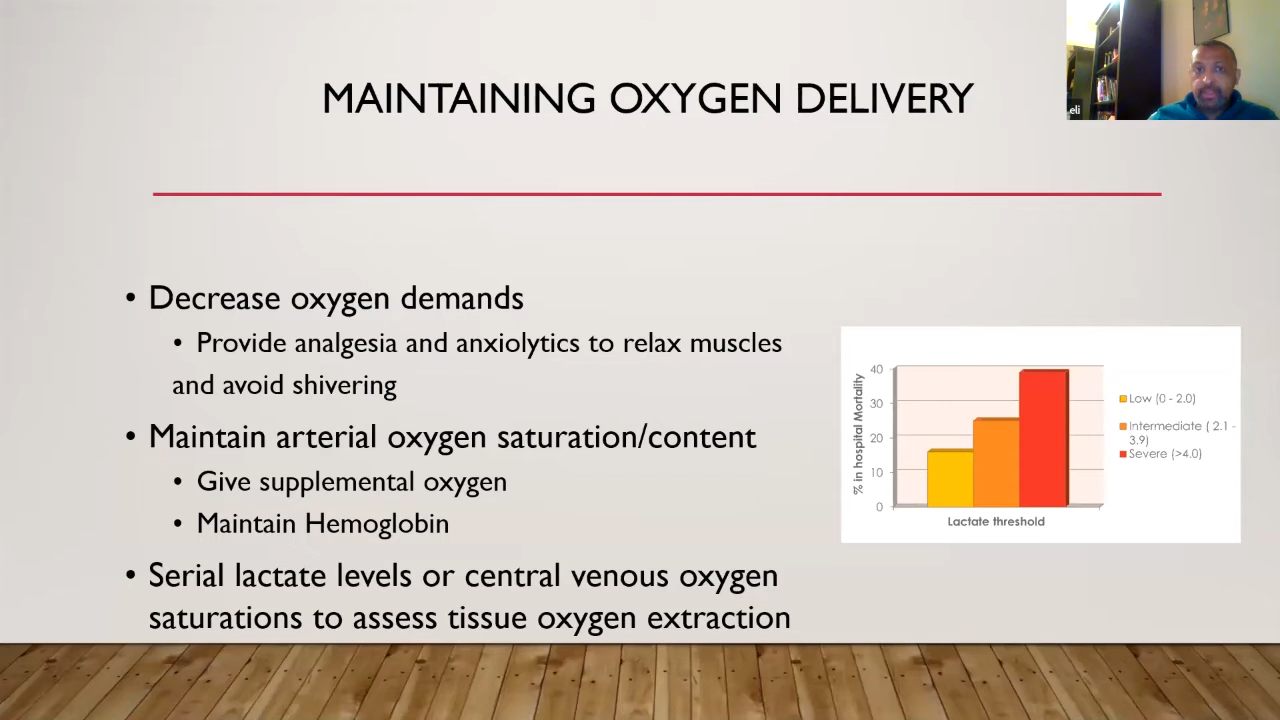 MAINTAINING OXYGEN DELIVERY
eli
• Decrease oxygen demands
• Provide analgesia and anxiolytics to relax muscles
and avoid shivering
• Maintain arterial oxygen saturation/content
• Give supplemental oxygen
• Maintain Hemoglobin
• Serial lactate levels or central venous oxygen
saturations to assess tissue oxygen extraction
% in hospital Mortality
40
30
20
10
0
Lactate threshold
Low (0 - 2.0)
Intermediate ( 2.1 -
3.9)
Severe (>4.0)